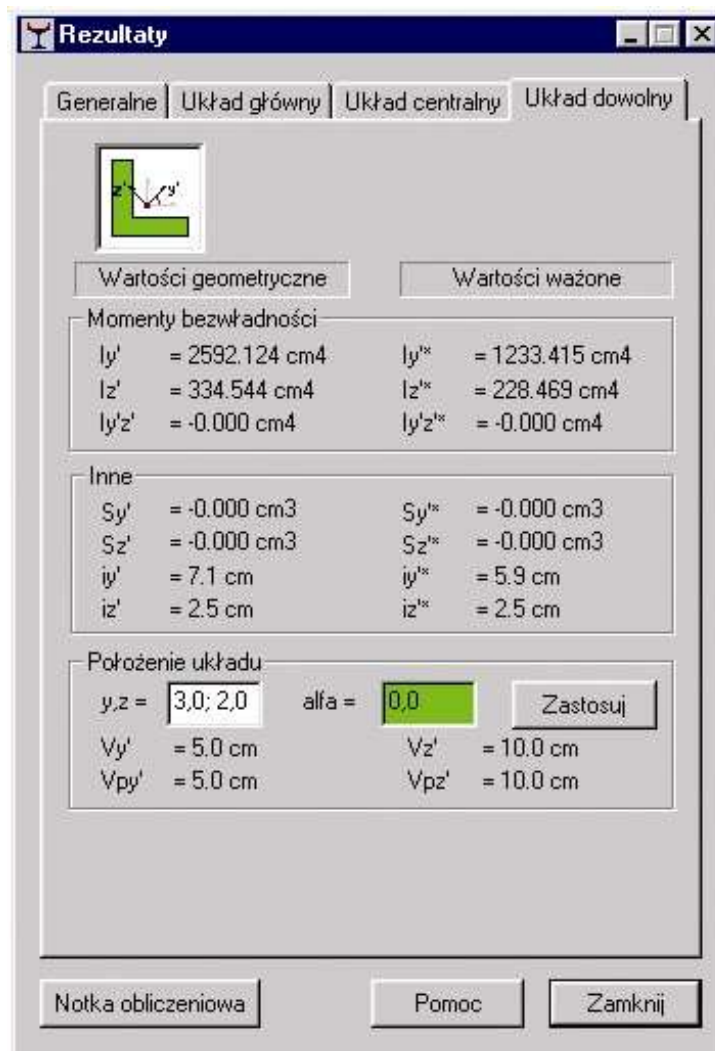 Rezultaty
Generalne Układ główny Układ centralny Układ dowolny
z' y'
Wartości geometryczne Wartości ważone
Momenty bezwładności
Iy' = 2592.124 cm4 Iy'* = 1233.415 cm4
Iz' = 334.544 cm4 Iz'* = 228.469 cm4
Iy'z' = -0.000 cm4 Iy'z'* = -0.000 cm4
Inne
Sy' = -0.000 cm3 Sy'* = -0.000 cm3
Sz' = -0.000 cm3 Sz'* = -0.000 cm3
iy' = 7.1 cm iy'* = 5.9 cm
iz' = 2.5 cm iz'* = 2.5 cm
Położenie układu
y,z = 3,0; 2,0 alfa = 0,0 Zastosuj
Vy' = 5.0 cm Vz' = 10.0 cm
Vpy' = 5.0 cm Vpz' = 10.0 cm
Notka obliczeniowa Pomoc Zamknij